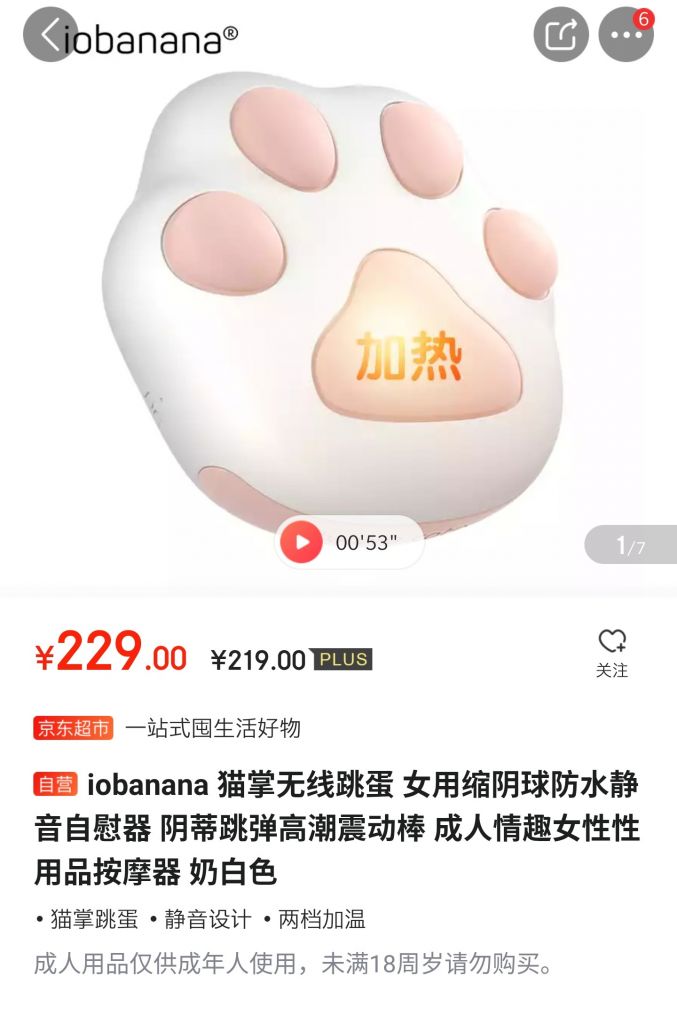 iobanana®
6
加热
00'53"
1/7
¥229.00 ¥219.00 PLUS
关注
京东超市 一站式囤生活好物
自营 iobanana 猫掌无线跳蛋 女用缩阴球防水静
音自慰器 阴蒂跳弹高潮震动棒 成人情趣女性性
用品按摩器 奶白色
• 猫掌跳蛋 • 静音设计 • 两档加温
成人用品仅供成年人使用，未满18周岁请勿购买。